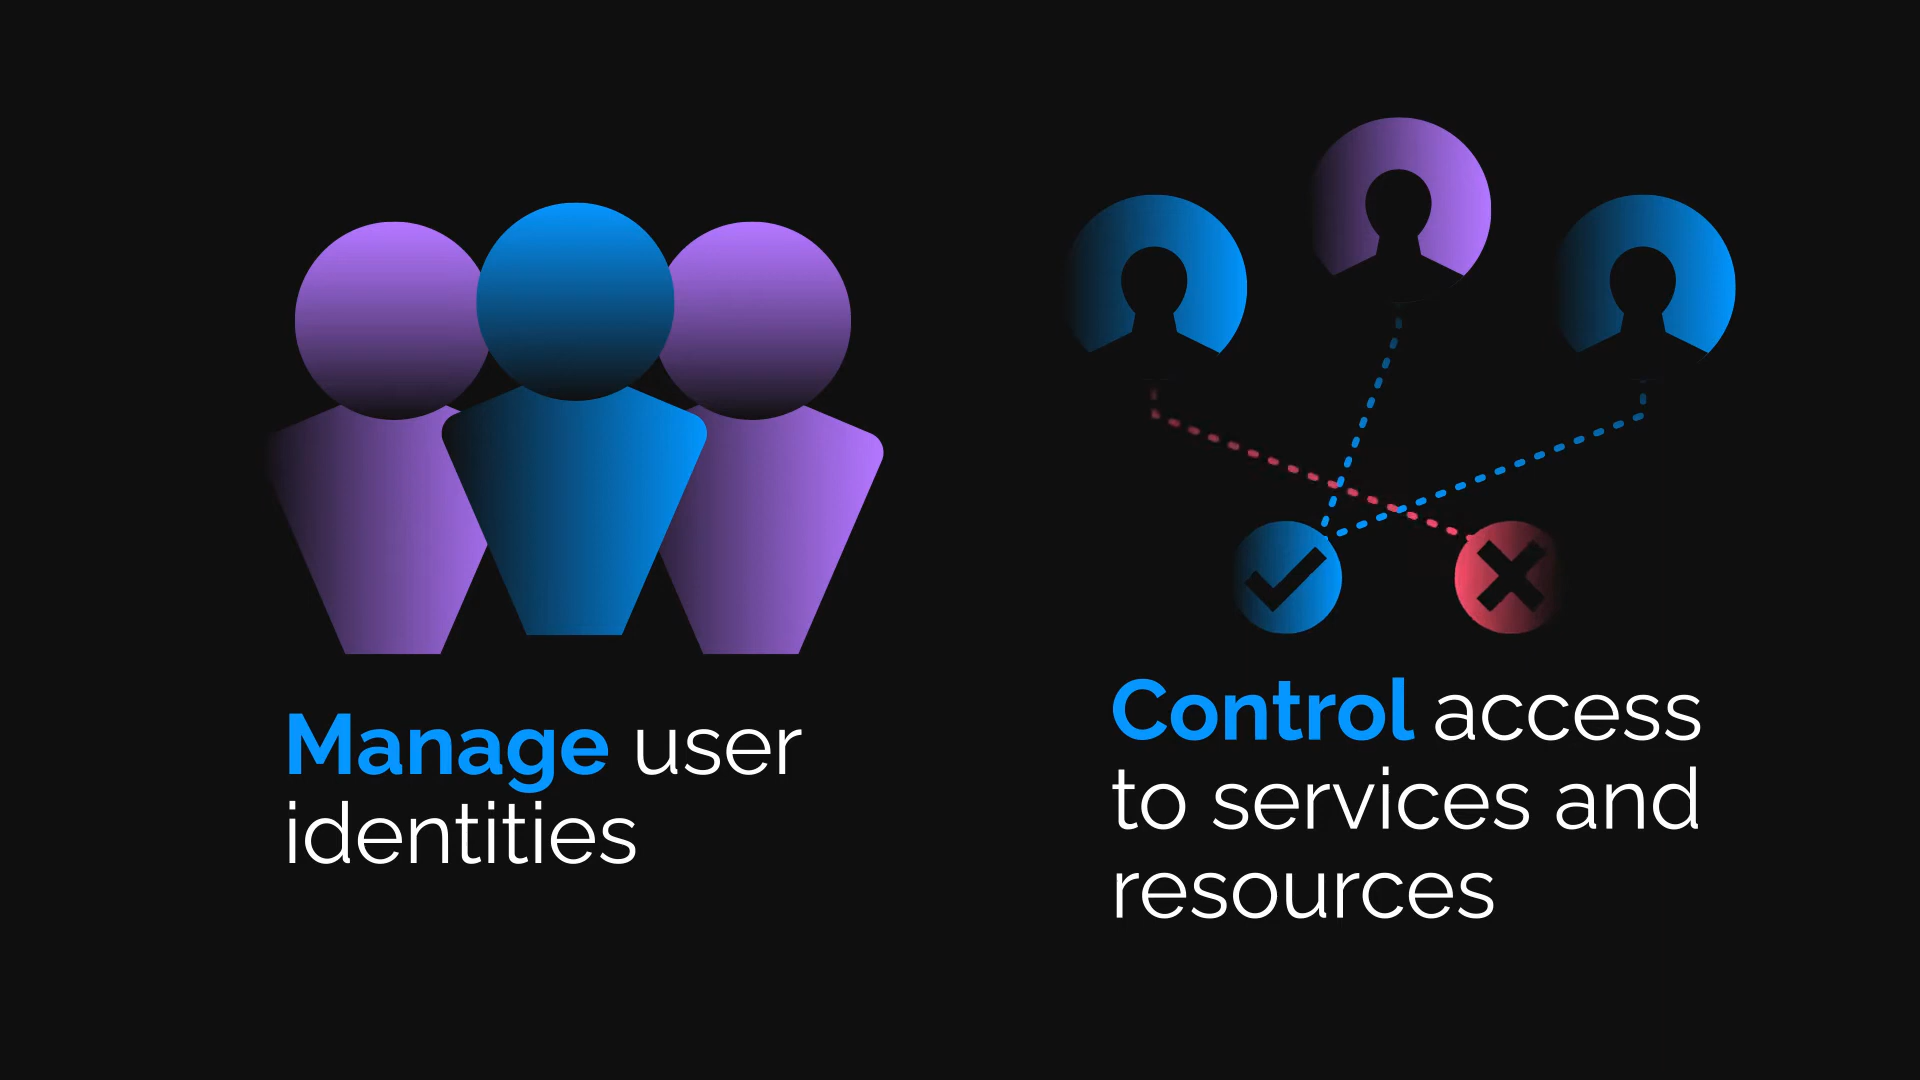 Manage user
identities
Control access
to services and
resources